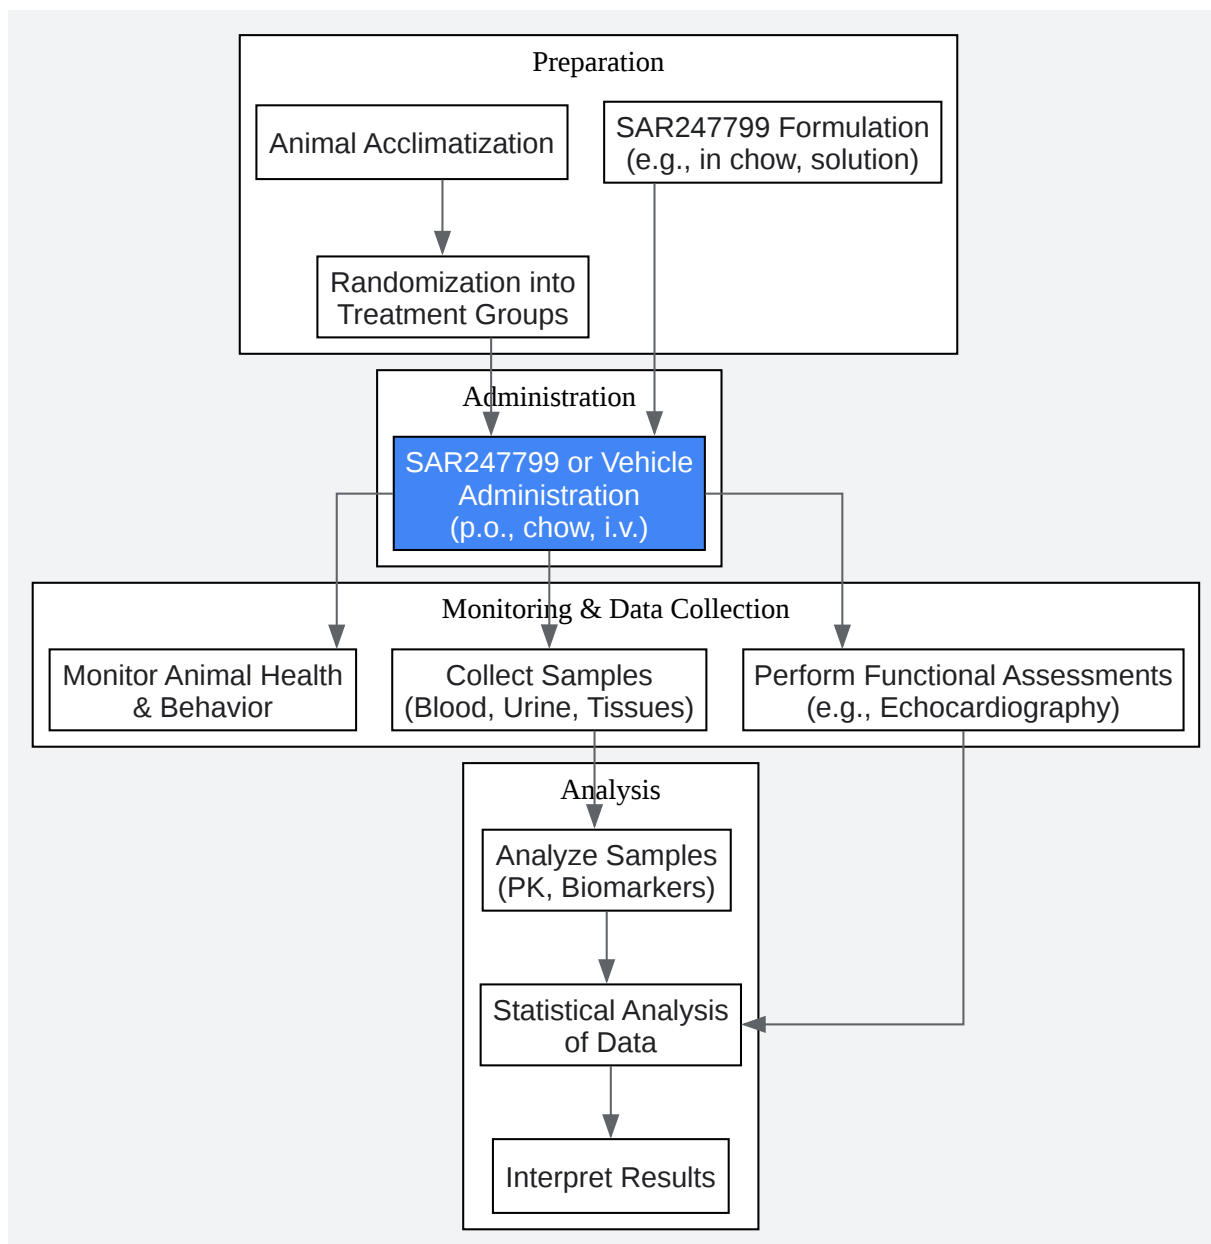 Preparation
Animal Acclimatization
SAR247799 Formulation
(e.g., in chow, solution)
Randomization into
Treatment Groups
Administration
SAR247799 or Vehicle
Administration
(p.o., chow, i.v.)
Monitoring & Data Collection
Monitor Animal Health
& Behavior
Collect Samples
(Blood, Urine, Tissues)
Perform Functional Assessments
(e.g., Echocardiography)
Analysis
Analyze Samples
(PK, Biomarkers)
Statistical Analysis
of Data
Interpret Results